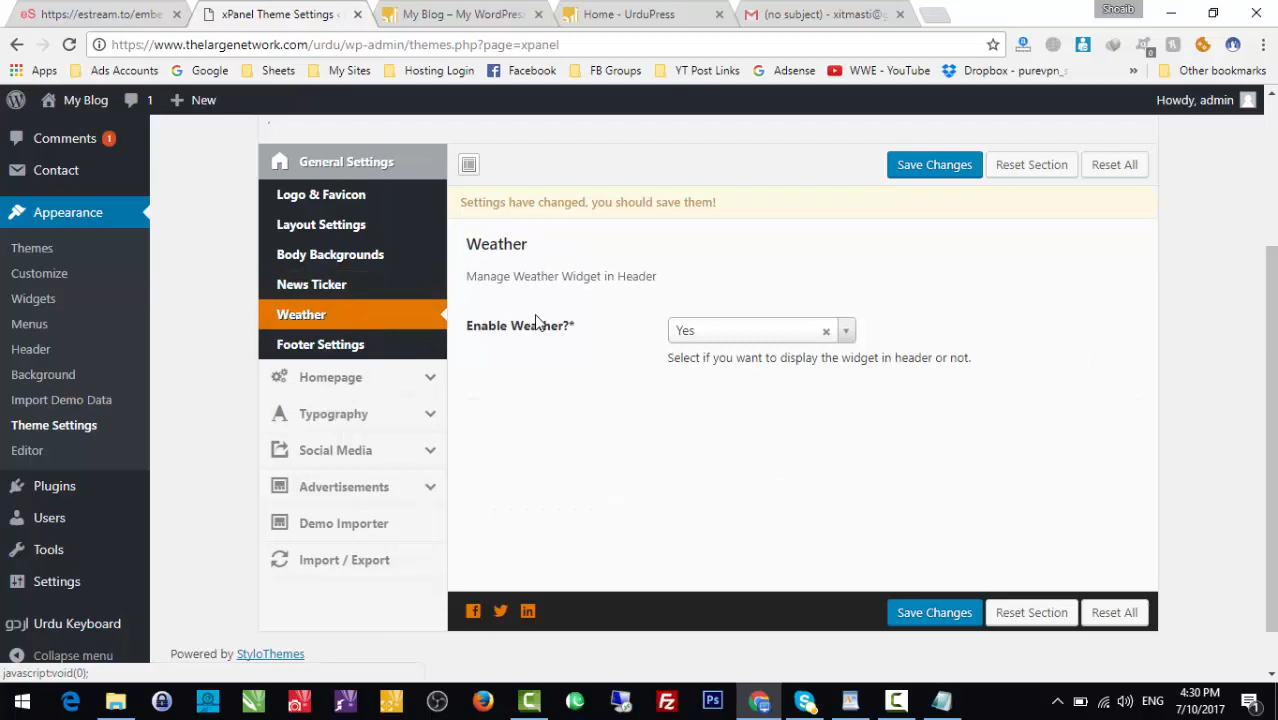 https://estream.to/embe
xPanel Theme Settings ‹
My Blog – My WordPres
Home - UrduPress
(no subject) - xitmasti@g
Shoaib
https://www.thelargenetwork.com/urdu/wp-admin/themes.php?page=xpanel
Apps
Ads Accounts
Google
Sheets
My Sites
Hosting Login
Facebook
FB Groups
YT Post Links
Adsense
WWE - YouTube
Dropbox - purevpn_s
Other bookmarks
My Blog
1
New
Howdy, admin
Comments 1
Contact
Appearance
Themes
Customize
Widgets
Menus
Header
Background
Import Demo Data
Theme Settings
Editor
Plugins
Users
Tools
Settings
اردو Urdu Keyboard
Collapse menu
General Settings
Logo & Favicon
Layout Settings
Body Backgrounds
News Ticker
Weather
Footer Settings
Homepage
Typography
Social Media
Advertisements
Demo Importer
Import / Export
Save Changes
Reset Section
Reset All
Settings have changed, you should save them!
Weather
Manage Weather Widget in Header
Enable Weather?*
Yes
Select if you want to display the widget in header or not.
Save Changes
Reset Section
Reset All
Powered by StyloThemes
javascript:void(0);
ENG
4:30 PM
7/10/2017